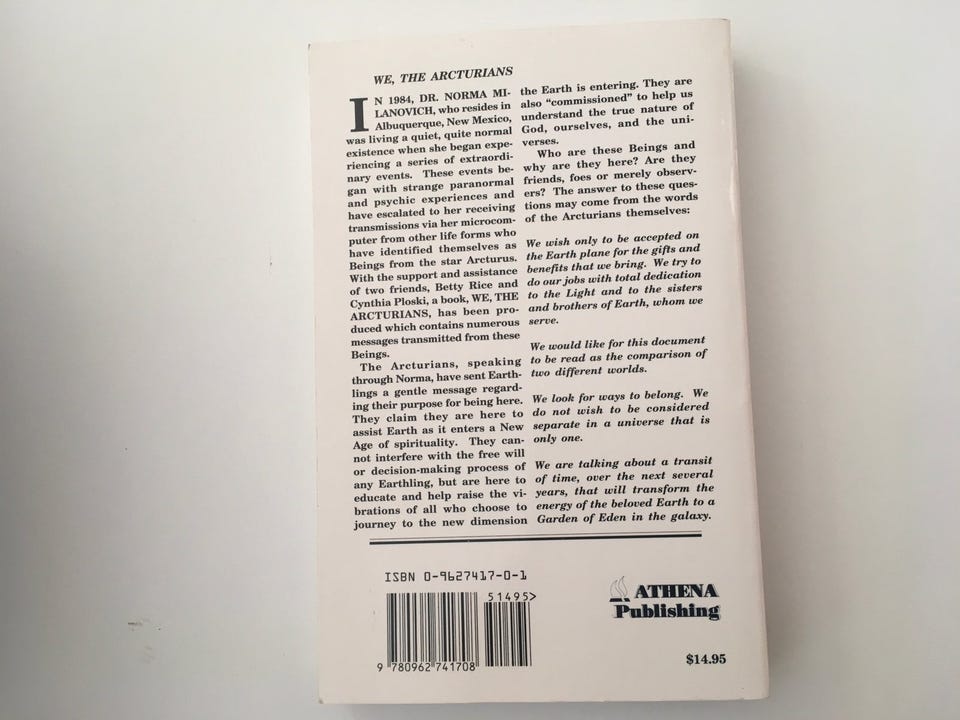 WE, THE ARCTURIANS
IN 1984, DR. NORMA MI-
LANOVICH, who resides in
Albuquerque, New Mexico,
was living a quiet, quite normal
existence when she began expe-
riencing a series of extraordi-
nary events. These events be-
gan with strange paranormal
and psychic experiences and
have escalated to her receiving
transmissions via her microcom-
puter from other life forms who
have identified themselves as
Beings from the star Arcturus.
With the support and assistance
of two friends, Betty Rice and
Cynthia Ploski, a book, WE, THE
ARCTURIANS, has been pro-
duced which contains numerous
messages transmitted from these
Beings.
The Arcturians, speaking
through Norma, have sent Earth-
lings a gentle message regard-
ing their purpose for being here.
They claim they are here to
assist Earth as it enters a New
Age of spirituality. They can-
not interfere with the free will
or decision-making process of
any Earthling, but are here to
educate and help raise the vi-
brations of all who choose to
journey to the new dimension
the Earth is entering. They are
also "commissioned" to help us
understand the true nature of
God, ourselves, and the uni-
verses.
Who are these Beings and
why are they here? Are they
friends, foes or merely observ-
ers? The answer to these ques-
tions may come from the words
of the Arcturians themselves:
We wish only to be accepted on
the Earth plane for the gifts and
benefits that we bring. We try to
do our jobs with total dedication
to the Light and to the sisters
and brothers of Earth, whom we
serve.
We would like for this document
to be read as the comparison of
two different worlds.
We look for ways to belong. We
do not wish to be considered
separate in a universe that is
only one.
We are talking about a transit
of time, over the next several
years, that will transform the
energy of the beloved Earth to a
Garden of Eden in the galaxy.
ISBN 0-9627417-0-1
51495>
9 780962 741708
ATHENA
Publishing
$14.95